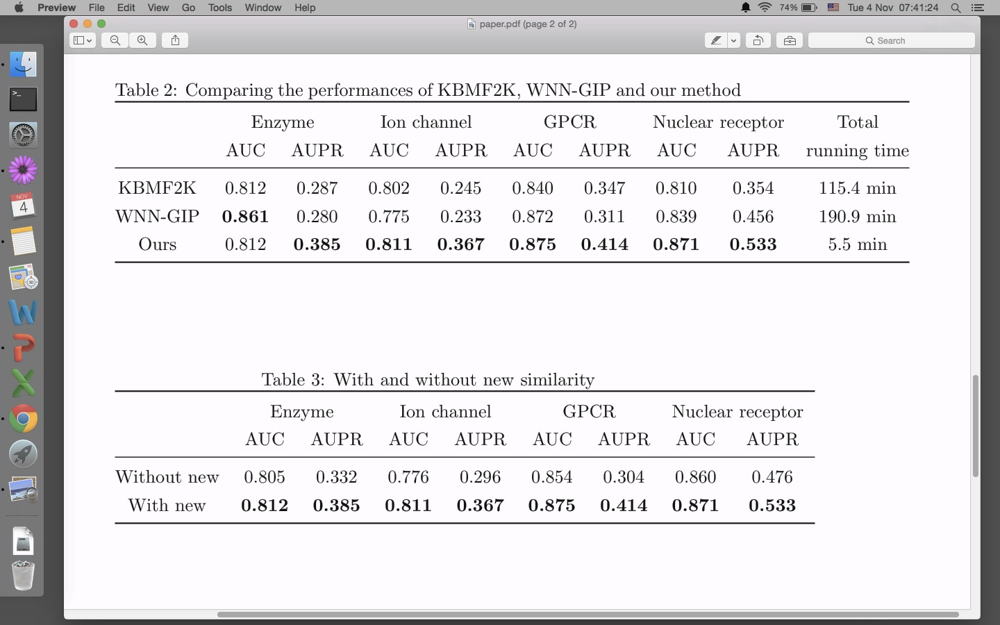 Preview File Edit View Go Tools Window Help 74% Tue 4 Nov 07:41:24
paper.pdf (page 2 of 2)
Search
Table 2: Comparing the performances of KBMF2K, WNN-GIP and our method
Enzyme Ion channel GPCR Nuclear receptor Total
AUC AUPR AUC AUPR AUC AUPR AUC AUPR running time
KBMF2K 0.812 0.287 0.802 0.245 0.840 0.347 0.810 0.354 115.4 min
WNN-GIP 0.861 0.280 0.775 0.233 0.872 0.311 0.839 0.456 190.9 min
Ours 0.812 0.385 0.811 0.367 0.875 0.414 0.871 0.533 5.5 min
NOV
4
Table 3: With and without new similarity
Enzyme Ion channel GPCR Nuclear receptor
AUC AUPR AUC AUPR AUC AUPR AUC AUPR
Without new 0.805 0.332 0.776 0.296 0.854 0.304 0.860 0.476
With new 0.812 0.385 0.811 0.367 0.875 0.414 0.871 0.533